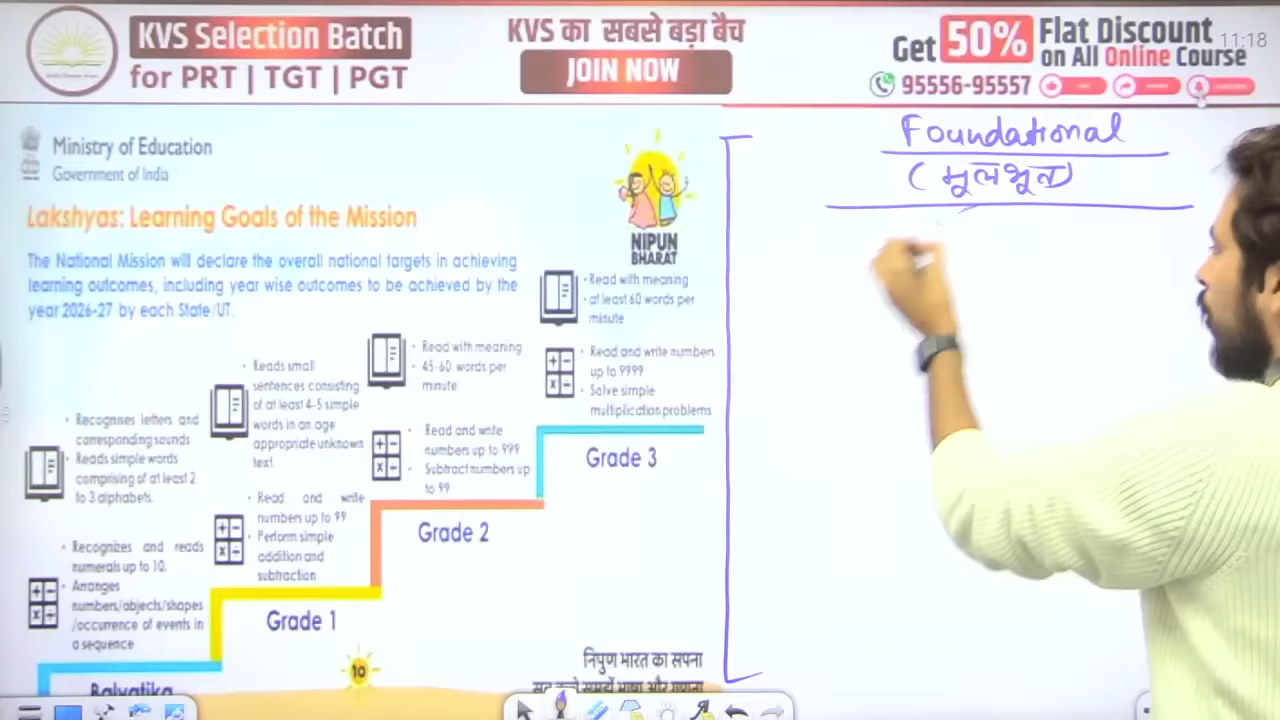 KVS Selection Batch
for PRT | TGT | PGT
KVS का सबसे बड़ा बैच
JOIN NOW
Get 50% Flat Discount
on All Online Course
11:18
95556-95557
Ministry of Education
Government of India
Lakshyas: Learning Goals of the Mission
The National Mission will declare the overall national targets in achieving
learning outcomes, including year wise outcomes to be achieved by the
year 2026-27 by each State/UT.
NIPUN
BHARAT
• Recognises letters and
corresponding sounds
• Reads simple words
comprising of at least 2
to 3 alphabets.
• Recognizes and reads
numerals up to 10.
• Arranges
numbers/objects/shapes
/occurrence of events in
a sequence
Balvatika
• Reads small
sentences consisting
of at least 4-5 simple
words in an age
appropriate unknown
text.
• Read and write
numbers up to 99
• Perform simple
addition and
subtraction
Grade 1
• Read with meaning
• 45-60 words per
minute
• Read and write
numbers up to 999
• Subtract numbers up
to 99
Grade 2
• Read with meaning
• at least 60 words per
minute
• Read and write numbers
up to 9999
• Solve simple
multiplication problems
Grade 3
10
निपुण भारत का सपना
सब बच्चे समझें भाषा और गणना
Foundational
(मूलभूत)